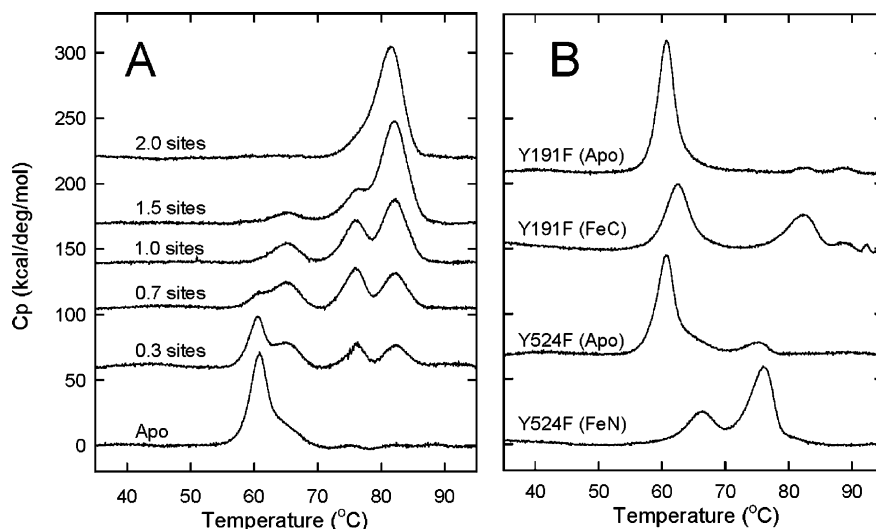 A
B
300
250
200
150
100
50
0
Cp (kcal/deg/mol)
2.0 sites
1.5 sites
1.0 sites
0.7 sites
0.3 sites
Apo
40 50 60 70 80 90
Temperature (°C)
Y191F (Apo)
Y191F (FeC)
Y524F (Apo)
Y524F (FeN)
40 50 60 70 80 90
Temperature (°C)